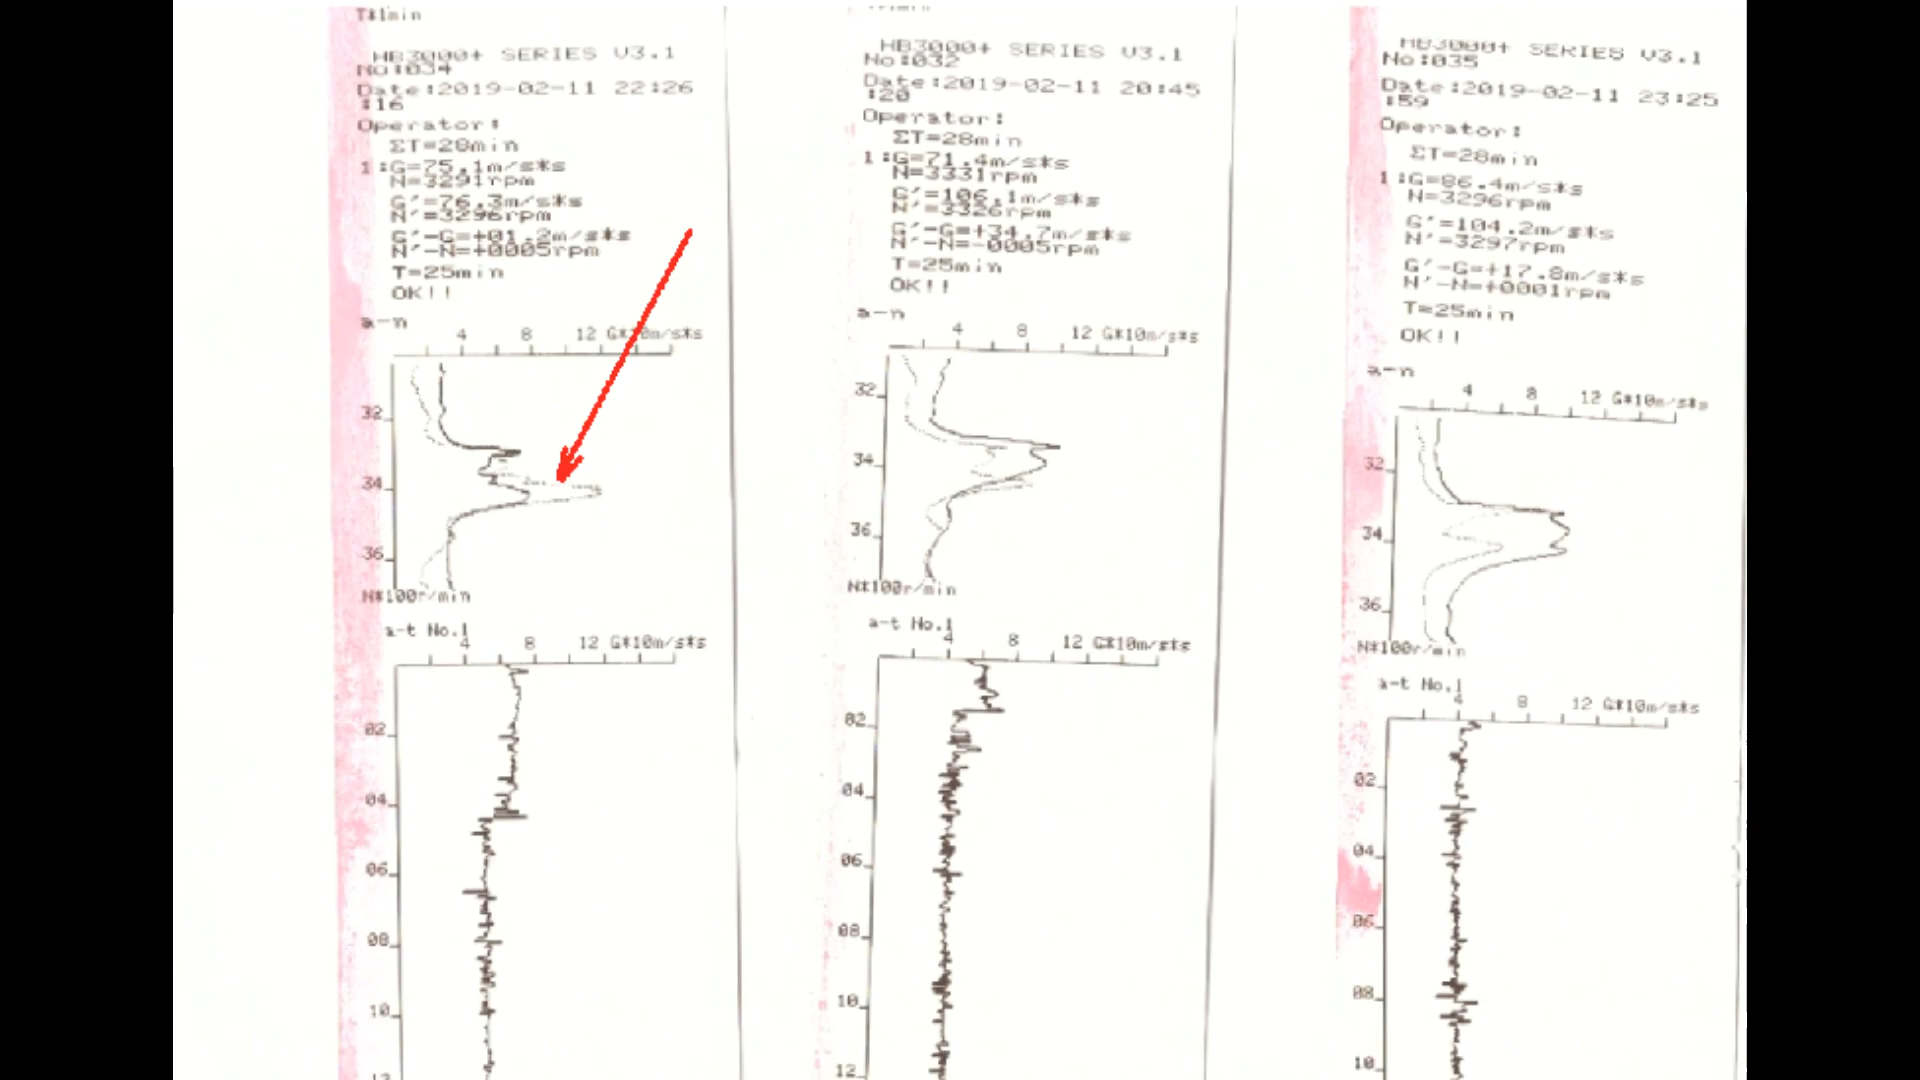 T*1min
HB3000+ SERIES V3.1
No:034
Date:2019-02-11 22:26
:16
Operator:
ΣT=28min
1:G=75.1m/s*s
N=3291rpm
G'=76.3m/s*s
N'=3296rpm
G'-G=+01.2m/s*s
N'-N=+0005rpm
T=25min
OK!!
a-n
4 8 12 G*10m/s*s
32
34
36
N*100r/min
a-t No.1
4 8 12 G*10m/s*s
02
04
06
08
10
12
HB3000+ SERIES V3.1
No:032
Date:2019-02-11 20:45
:20
Operator:
ΣT=28min
1:G=71.4m/s*s
N=3331rpm
G'=106.1m/s*s
N'=3326rpm
G'-G=+34.7m/s*s
N'-N=-0005rpm
T=25min
OK!!
a-n
4 8 12 G*10m/s*s
32
34
36
N*100r/min
a-t No.1
4 8 12 G*10m/s*s
02
04
06
08
10
12
HB3000+ SERIES V3.1
No:035
Date:2019-02-11 23:25
:59
Operator:
ΣT=28min
1:G=86.4m/s*s
N=3296rpm
G'=104.2m/s*s
N'=3297rpm
G'-G=+17.8m/s*s
N'-N=+0001rpm
T=25min
OK!!
a-n
4 8 12 G*10m/s*s
32
34
36
N*100r/min
a-t No.1
4 8 12 G*10m/s*s
02
04
06
08
10